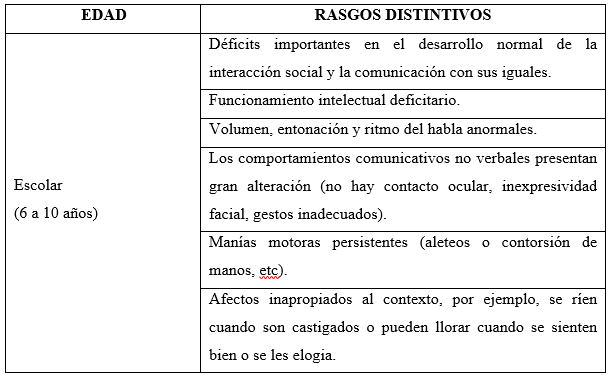 EDAD
RASGOS DISTINTIVOS
Escolar
(6 a 10 años)
Déficits importantes en el desarrollo normal de la
interacción social y la comunicación con sus iguales.
Funcionamiento intelectual deficitario.
Volumen, entonación y ritmo del habla anormales.
Los comportamientos comunicativos no verbales presentan
gran alteración (no hay contacto ocular, inexpresividad
facial, gestos inadecuados).
Manías motoras persistentes (aleteos o contorsión de
manos, etc).
Afectos inapropiados al contexto, por ejemplo, se ríen
cuando son castigados o pueden llorar cuando se sienten
bien o se les elogia.